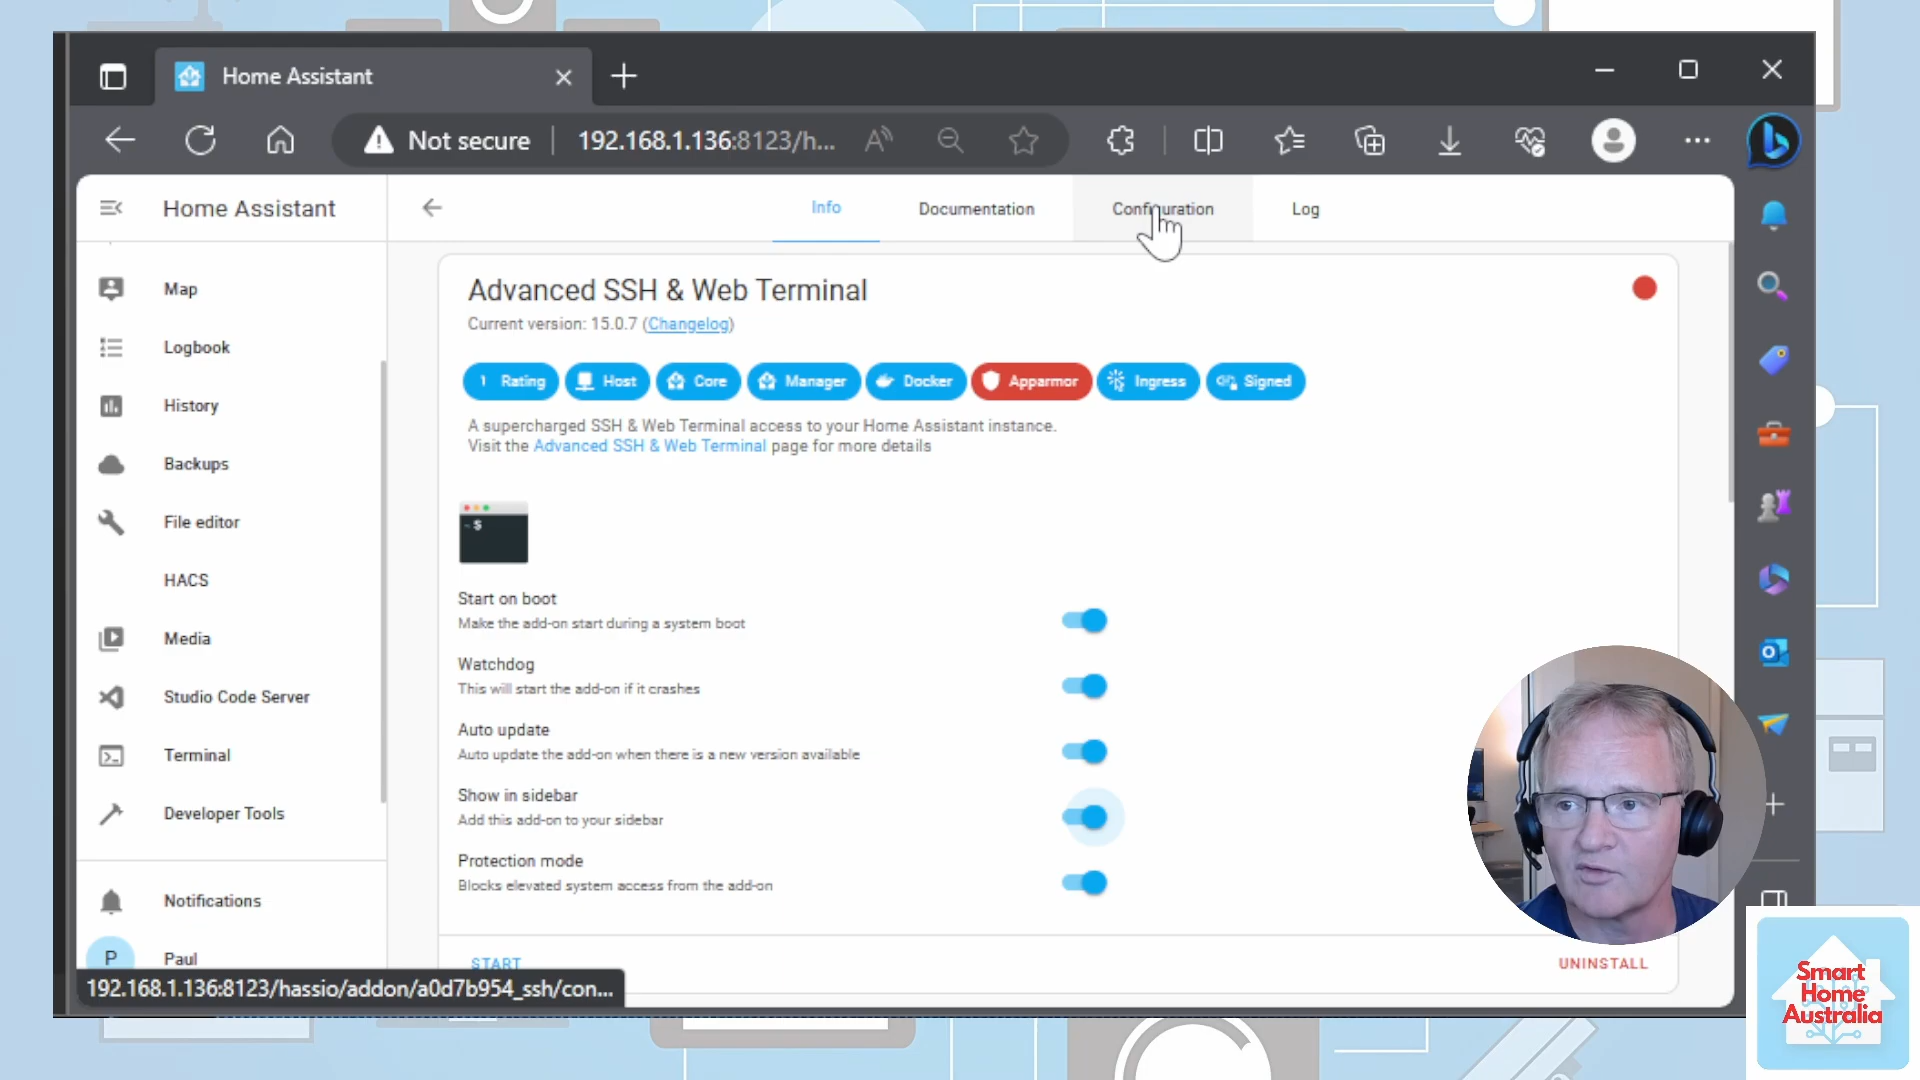 Home Assistant
Not secure
192.168.1.136:8123/h...
Home Assistant
Info
Documentation
Configuration
Log
Map
Logbook
History
Backups
File editor
HACS
Media
Studio Code Server
Terminal
Developer Tools
Notifications
P
Paul
Advanced SSH & Web Terminal
Current version: 15.0.7 (Changelog)
1 Rating
Host
Core
Manager
Docker
Apparmor
Ingress
Signed
A supercharged SSH & Web Terminal access to your Home Assistant instance.
Visit the Advanced SSH & Web Terminal page for more details
~ $
Start on boot
Make the add-on start during a system boot
Watchdog
This will start the add-on if it crashes
Auto update
Auto update the add-on when there is a new version available
Show in sidebar
Add this add-on to your sidebar
Protection mode
Blocks elevated system access from the add-on
START
UNINSTALL
192.168.1.136:8123/hassio/addon/a0d7b954_ssh/con...
Smart
Home
Australia